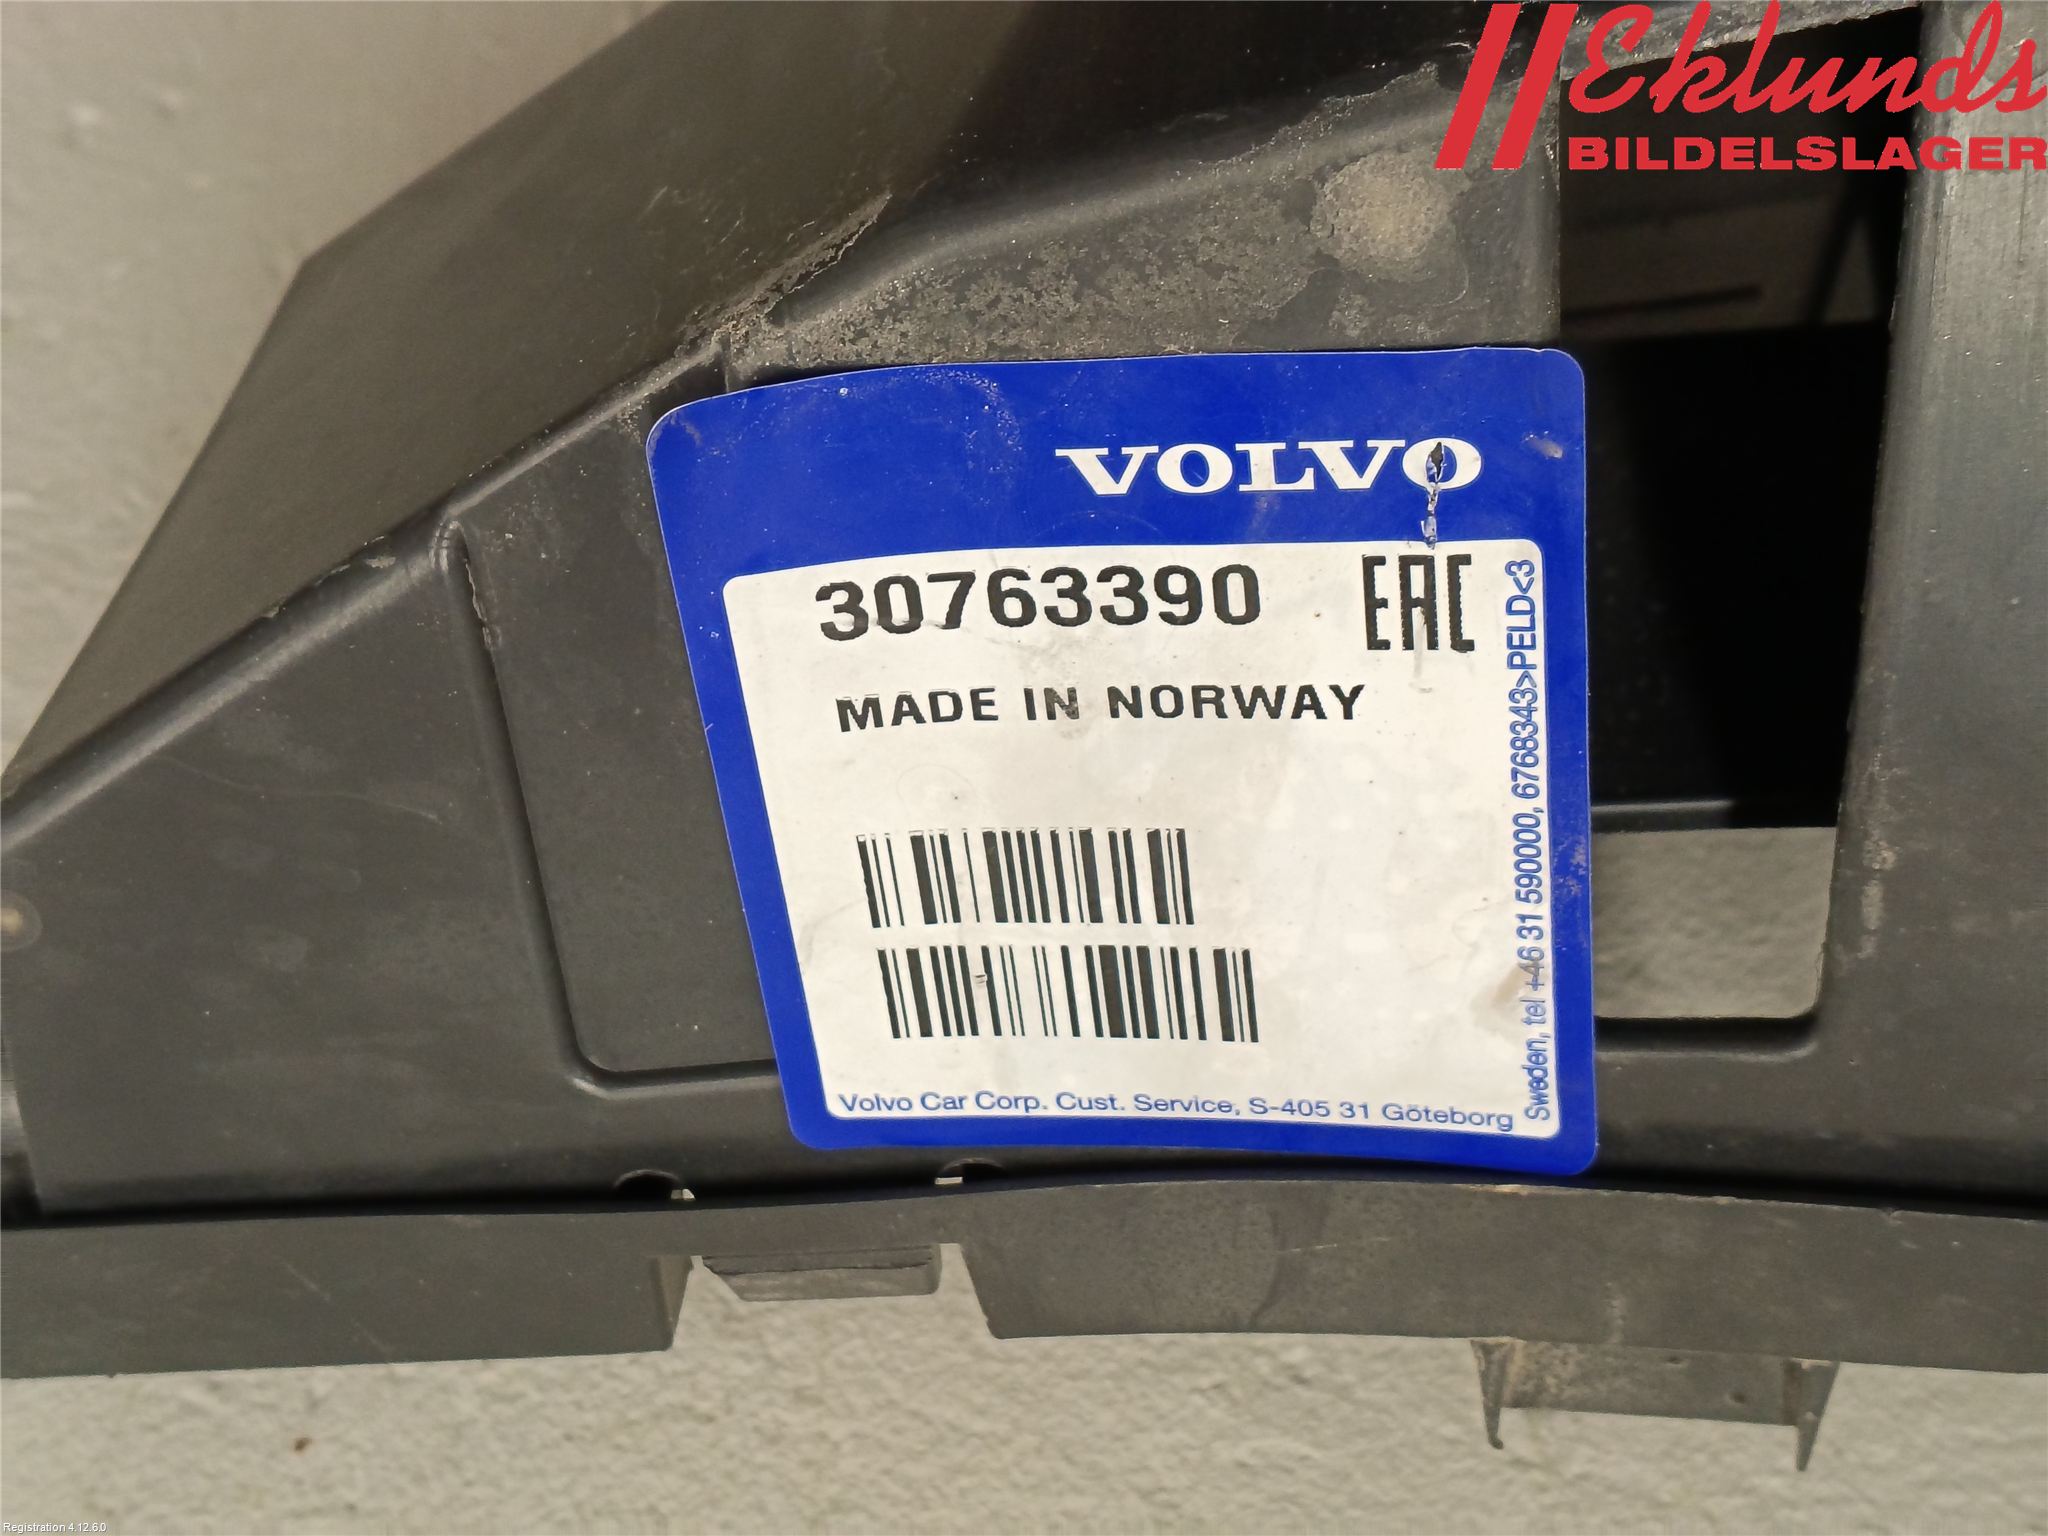 Eklunds
BILDELSLAGER
VOLVO
30763390
EAC
MADE IN NORWAY
Volvo Car Corp. Cust. Service, S-405 31 Göteborg
Sweden, tel +46 31 590000, 6768343>PELD<3
Registration 4.12.6.0